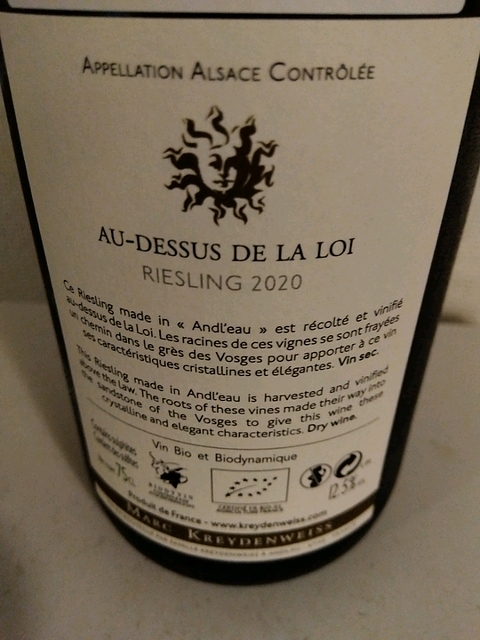 APPELLATION ALSACE CONTRÔLÉE
AU-DESSUS DE LA LOI
RIESLING 2020
Ce Riesling made in « Andl'eau » est récolté et vinifié
au-dessus de la Loi. Les racines de ces vignes se sont frayées
un chemin dans le grès des Vosges pour apporter à ce vin
ses caractéristiques cristallines et élégantes. Vin sec.
This Riesling made in Andl'eau is harvested and vinified
above the Law. The roots of these vines made their way into
the sandstone of the Vosges to give this wine these
crystalline and elegant characteristics. Dry wine.
Vin Bio et Biodynamique
Contains sulphites
75CL
BIODYVIN
12.5%
Produit de France - www.kreydenweiss.com
MARC KREYDENWEISS